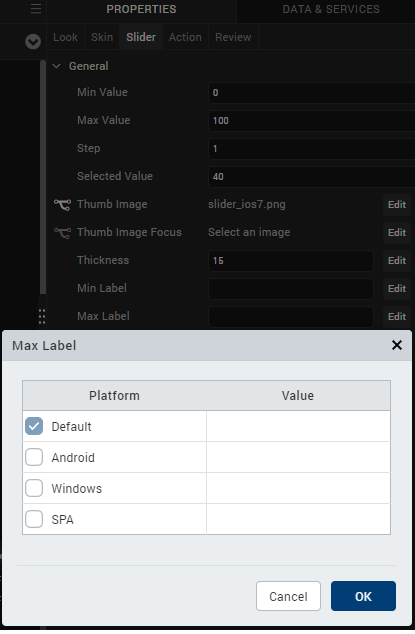 PROPERTIES DATA & SERVICES
Look Skin Slider Action Review
General
Min Value 0
Max Value 100
Step 1
Selected Value 40
Thumb Image slider_ios7.png Edit
Thumb Image Focus Select an image Edit
Thickness 15 Edit
Min Label Edit
Max Label Edit
Max Label
Platform Value
Default
Android
Windows
SPA
Cancel OK